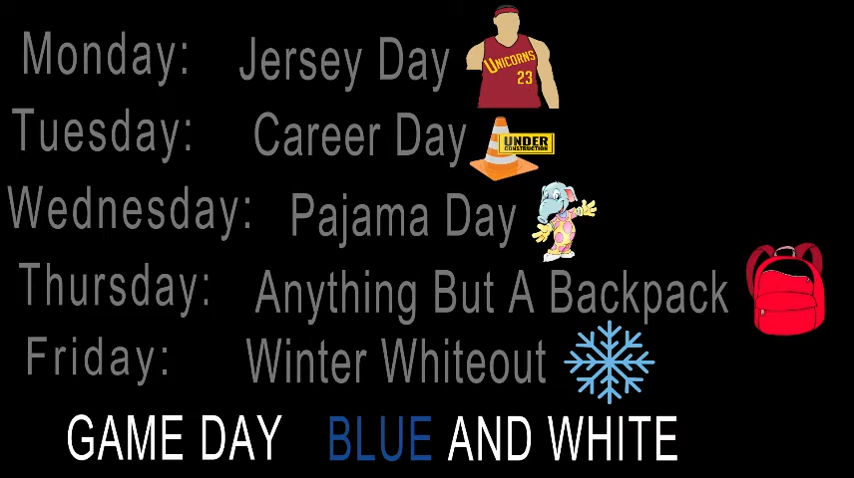 Monday: Jersey Day
UNICORNS
23
Tuesday: Career Day
UNDER
CONSTRUCTION
Wednesday: Pajama Day
Thursday: Anything But A Backpack
Friday: Winter Whiteout
GAME DAY BLUE AND WHITE